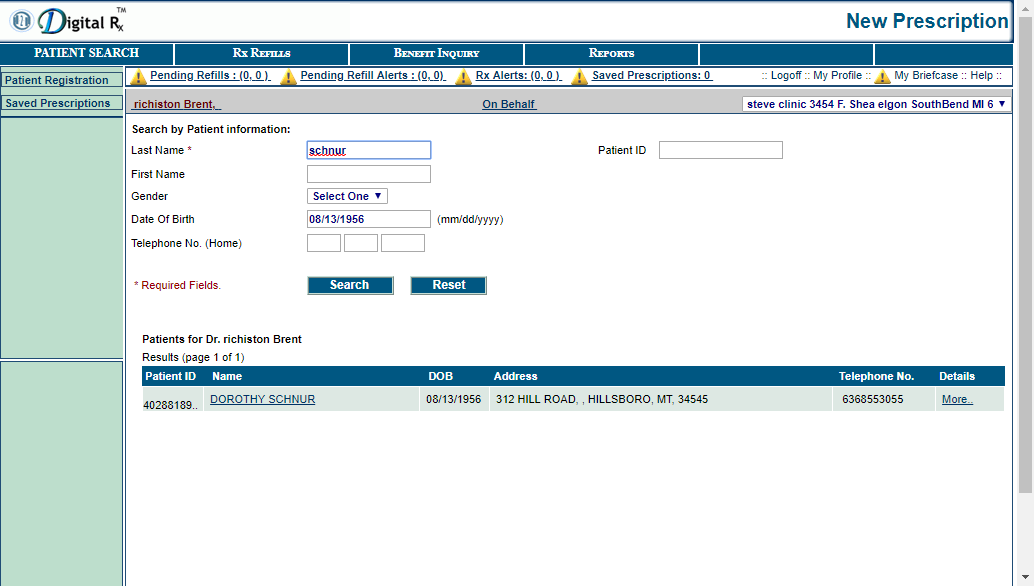 Digital Rx TM
New Prescription
PATIENT SEARCH RX REFILLS BENEFIT INQUIRY REPORTS
Patient Registration
Saved Prescriptions
Pending Refills : (0, 0 ) Pending Refill Alerts : (0, 0) Rx Alerts: (0, 0 ) Saved Prescriptions: 0 :: Logoff :: My Profile :: My Briefcase :: Help ::
richiston Brent, On Behalf steve clinic 3454 F. Shea elgon SouthBend MI 6
Search by Patient information:
Last Name * schnur Patient ID
First Name
Gender Select One
Date Of Birth 08/13/1956 (mm/dd/yyyy)
Telephone No. (Home)
* Required Fields. Search Reset
Patients for Dr. richiston Brent
Results (page 1 of 1)
Patient ID Name DOB Address Telephone No. Details
40288189.. DOROTHY SCHNUR 08/13/1956 312 HILL ROAD, , HILLSBORO, MT, 34545 6368553055 More..